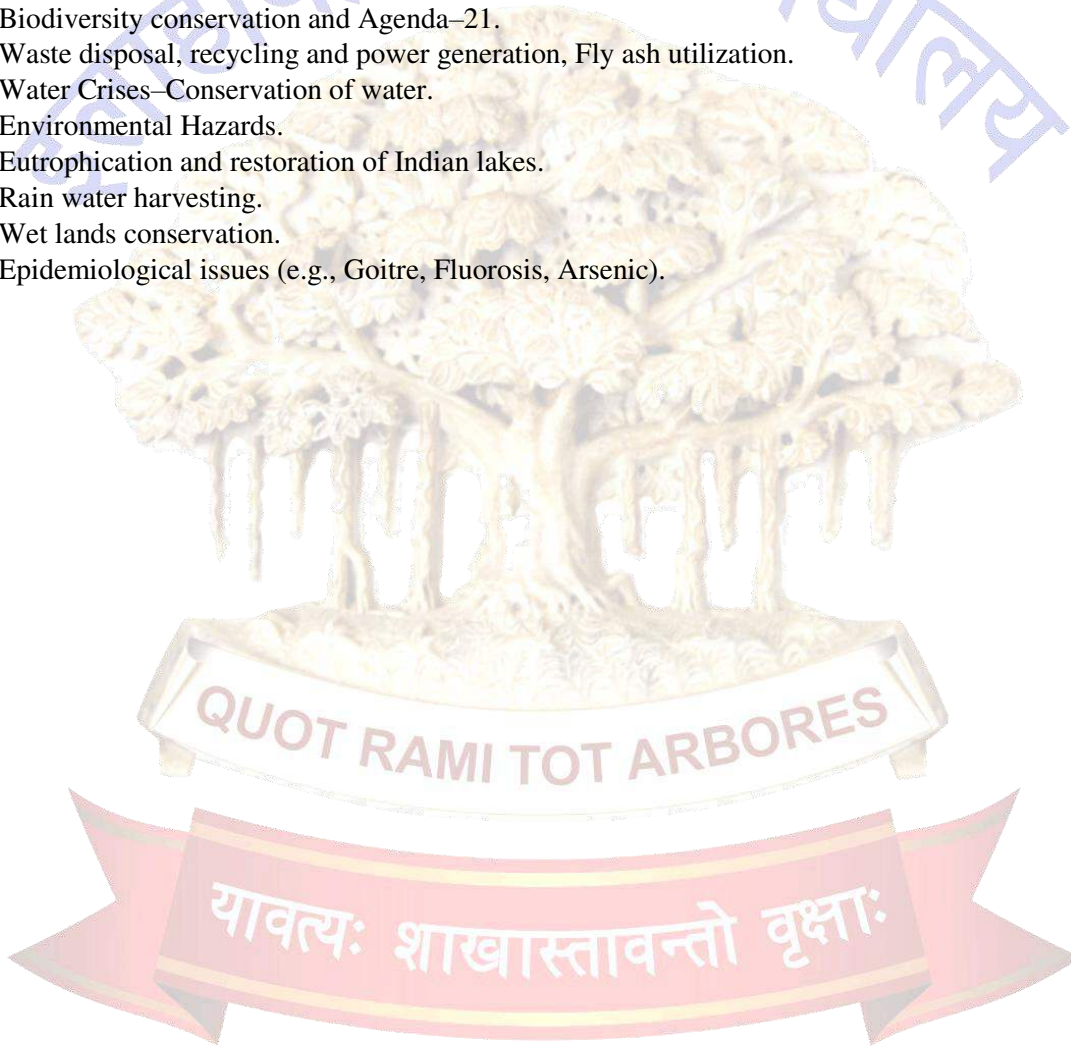 Biodiversity conservation and Agenda–21.
Waste disposal, recycling and power generation, Fly ash utilization.
Water Crises–Conservation of water.
Environmental Hazards.
Eutrophication and restoration of Indian lakes.
Rain water harvesting.
Wet lands conservation.
Epidemiological issues (e.g., Goitre, Fluorosis, Arsenic).
QUOT RAMI TOT ARBORES
यावत्यः शाखास्तावन्तो वृक्षाः